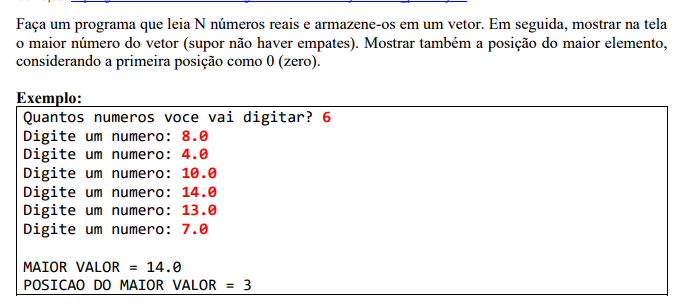 Faça um programa que leia N números reais e armazene-os em um vetor. Em seguida, mostrar na tela
o maior número do vetor (supor não haver empates). Mostrar também a posição do maior elemento,
considerando a primeira posição como 0 (zero).
Exemplo:
Quantos numeros voce vai digitar? 6
Digite um numero: 8.0
Digite um numero: 4.0
Digite um numero: 10.0
Digite um numero: 14.0
Digite um numero: 13.0
Digite um numero: 7.0
MAIOR VALOR = 14.0
POSICAO DO MAIOR VALOR = 3